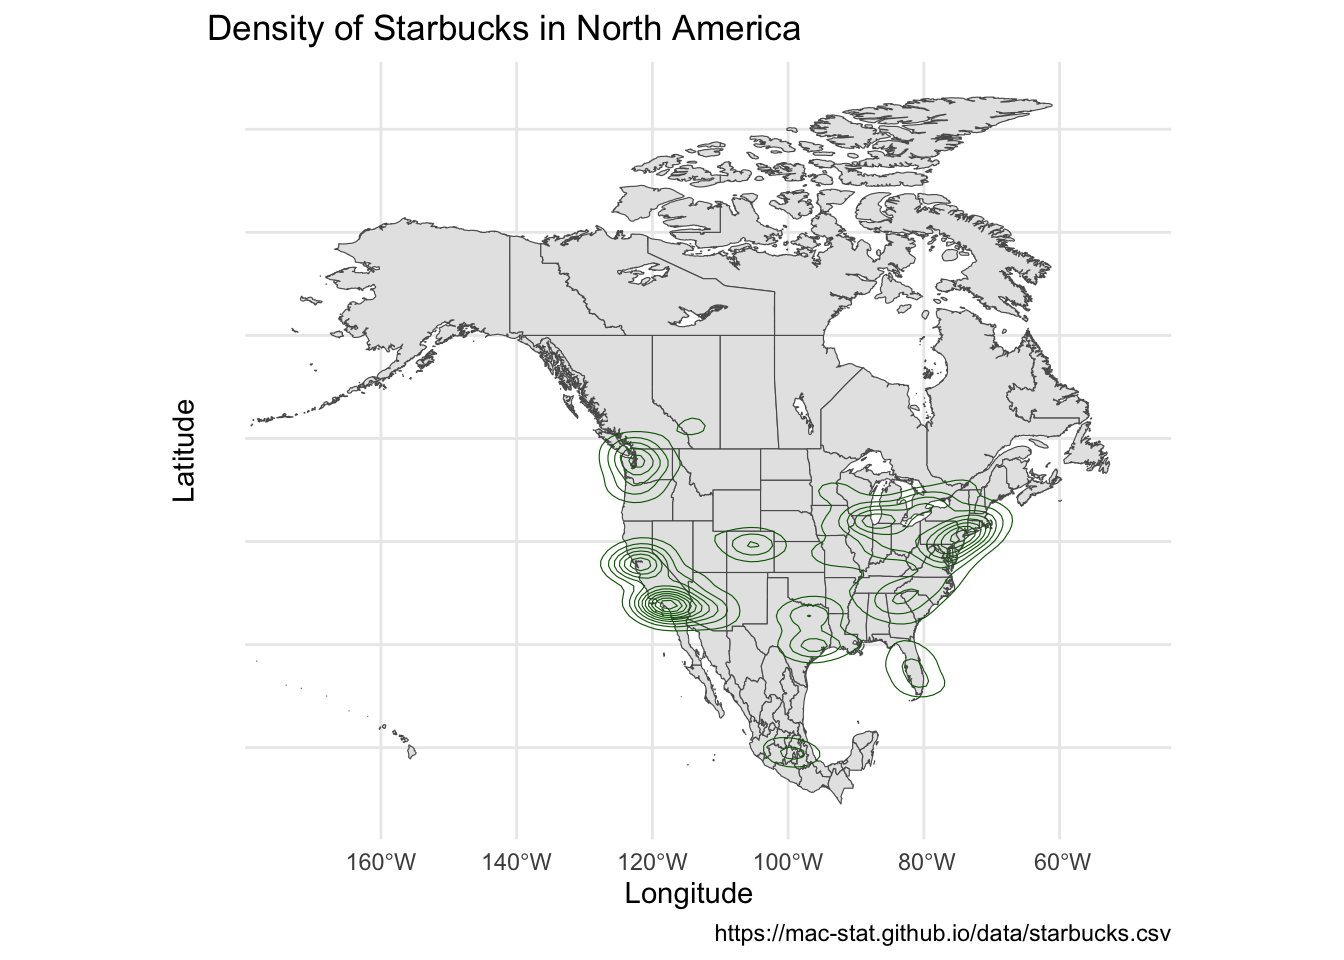 Density of Starbucks in North America
Latitude
160°W 140°W 120°W 100°W 80°W 60°W
Longitude
https://mac-stat.github.io/data/starbucks.csv